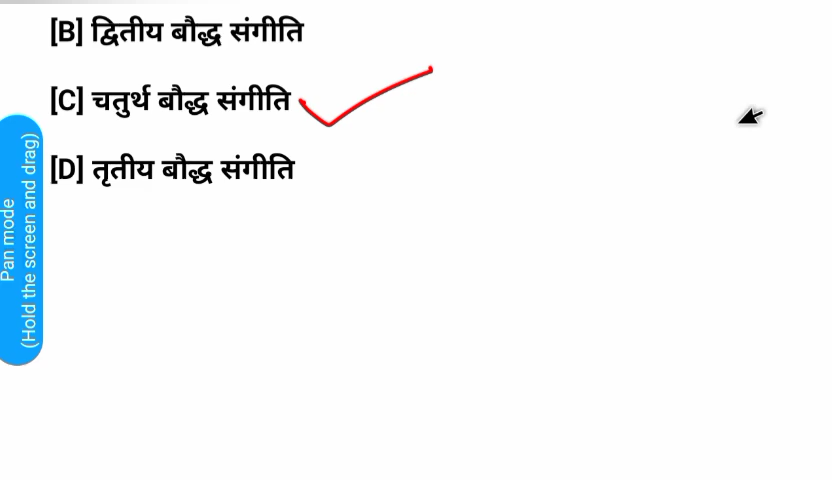 [B] द्वितीय बौद्ध संगीति
[C] चतुर्थ बौद्ध संगीति
[D] तृतीय बौद्ध संगीति
Pan mode
(Hold the screen and drag)